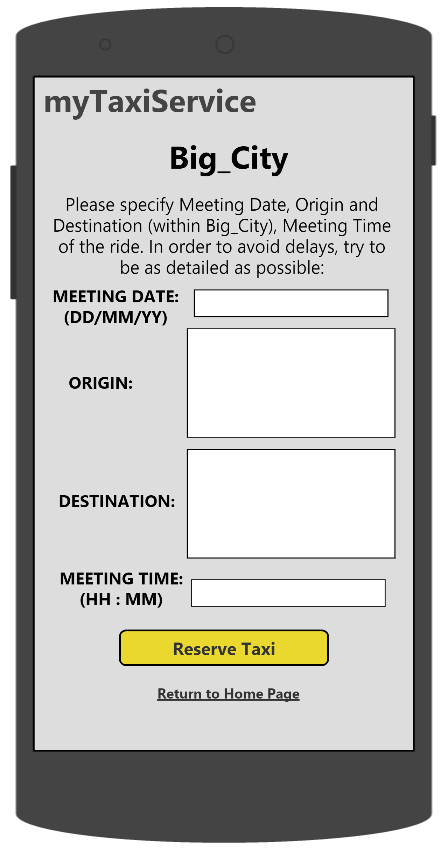 myTaxiService
Big_City
Please specify Meeting Date, Origin and
Destination (within Big_City), Meeting Time
of the ride. In order to avoid delays, try to
be as detailed as possible:
MEETING DATE:
(DD/MM/YY)
ORIGIN:
DESTINATION:
MEETING TIME:
(HH : MM)
Reserve Taxi
Return to Home Page